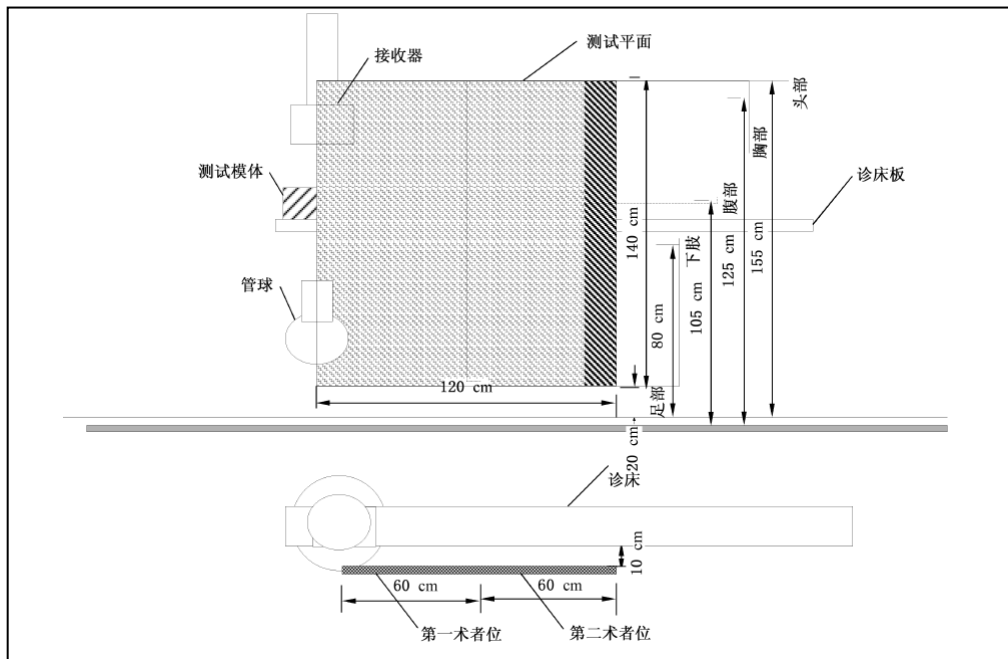 接收器
测试平面
头部
胸部
测试模体
腹部
诊床板
管球
140 cm
下肢
125 cm
155 cm
105 cm
80 cm
120 cm
足部
20 cm
诊床
10 cm
60 cm
60 cm
第一术者位
第二术者位